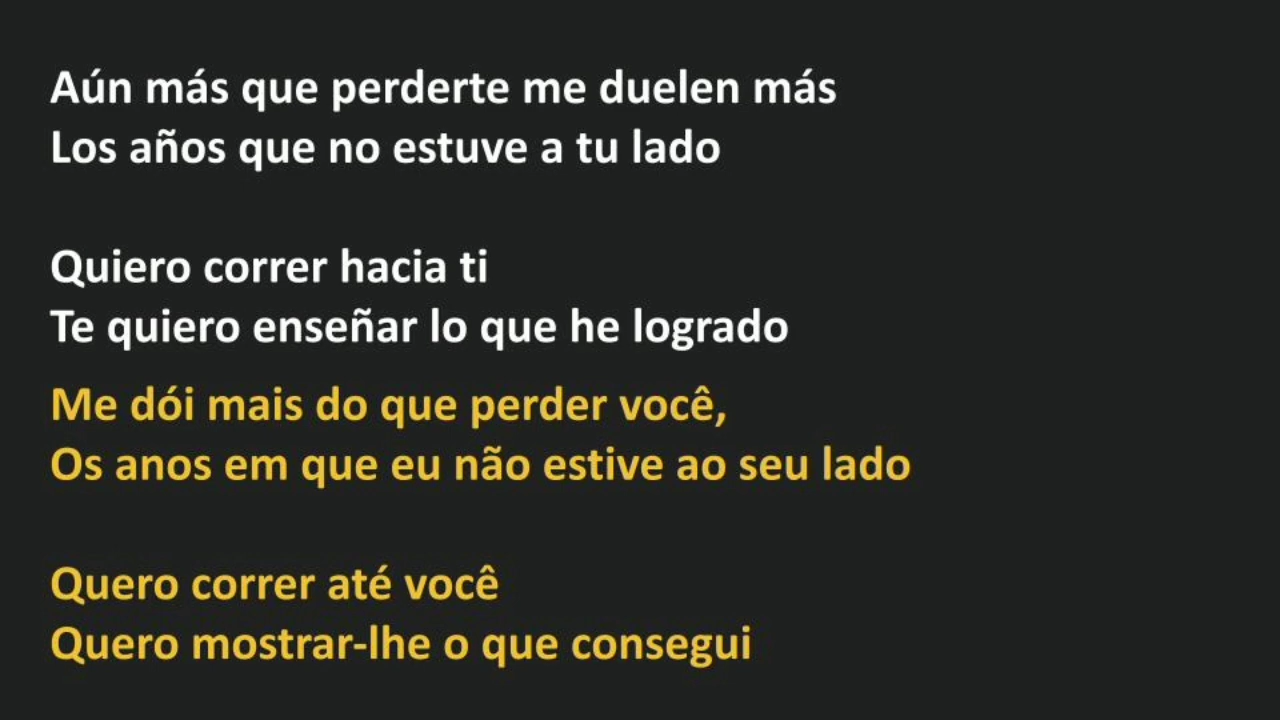 Aún más que perderte me duelen más
Los años que no estuve a tu lado
Quiero correr hacia ti
Te quiero enseñar lo que he logrado
Me dói mais do que perder você,
Os anos em que eu não estive ao seu lado
Quero correr até você
Quero mostrar-lhe o que consegui